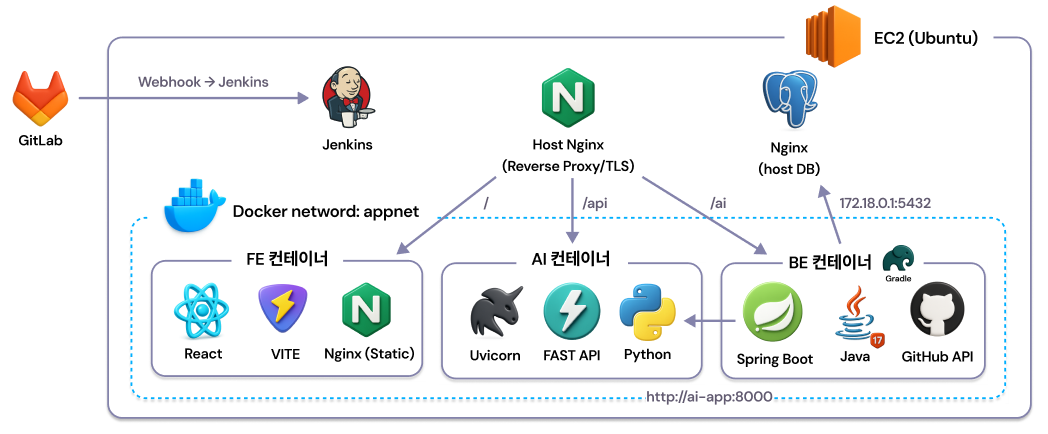 EC2 (Ubuntu)
Webhook → Jenkins
GitLab
Jenkins
Host Nginx
(Reverse Proxy/TLS)
Nginx
(host DB)
/
/api
/ai
172.18.0.1:5432
Docker netword: appnet
FE 컨테이너
AI 컨테이너
BE 컨테이너
Gradle
React
VITE
Nginx (Static)
Uvicorn
FAST API
Python
Spring Boot
Java
17
GitHub API
http://ai-app:8000